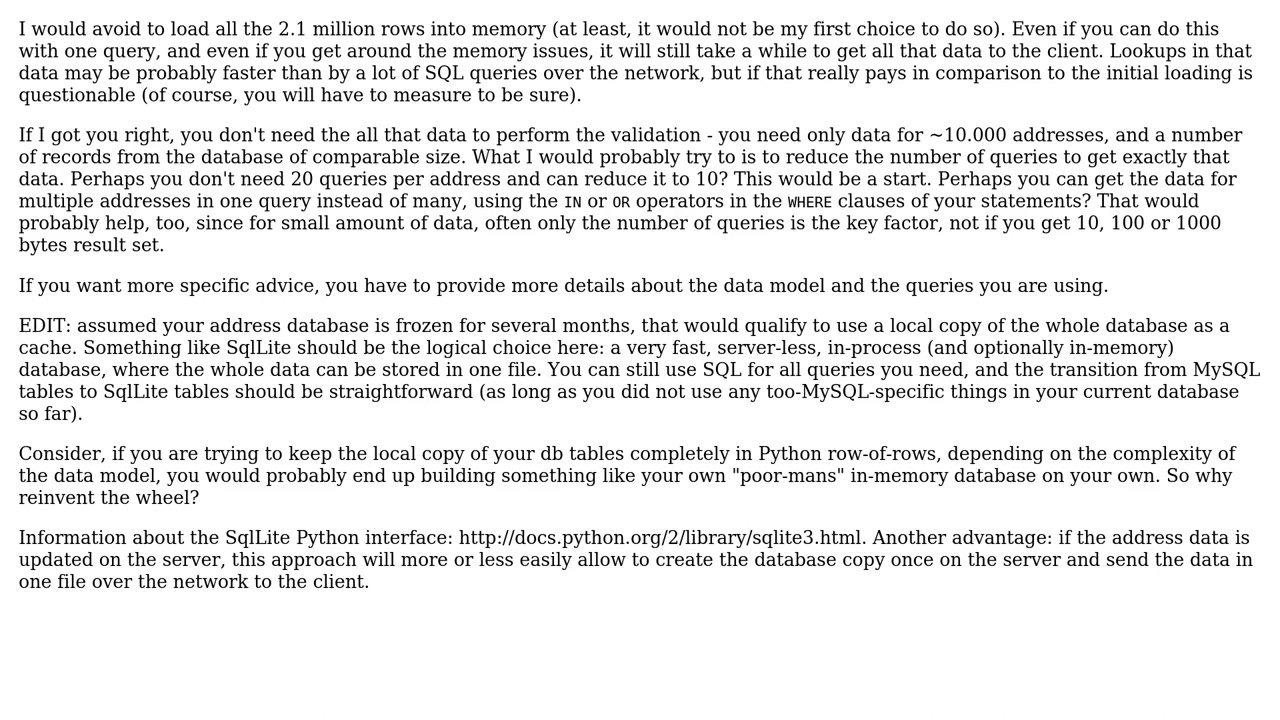 I would avoid to load all the 2.1 million rows into memory (at least, it would not be my first choice to do so). Even if you can do this
with one query, and even if you get around the memory issues, it will still take a while to get all that data to the client. Lookups in that
data may be probably faster than by a lot of SQL queries over the network, but if that really pays in comparison to the initial loading is
questionable (of course, you will have to measure to be sure).
If I got you right, you don't need the all that data to perform the validation - you need only data for ~10.000 addresses, and a number
of records from the database of comparable size. What I would probably try to is to reduce the number of queries to get exactly that
data. Perhaps you don't need 20 queries per address and can reduce it to 10? This would be a start. Perhaps you can get the data for
multiple addresses in one query instead of many, using the IN or OR operators in the WHERE clauses of your statements? That would
probably help, too, since for small amount of data, often only the number of queries is the key factor, not if you get 10, 100 or 1000
bytes result set.
If you want more specific advice, you have to provide more details about the data model and the queries you are using.
EDIT: assumed your address database is frozen for several months, that would qualify to use a local copy of the whole database as a
cache. Something like SqlLite should be the logical choice here: a very fast, server-less, in-process (and optionally in-memory)
database, where the whole data can be stored in one file. You can still use SQL for all queries you need, and the transition from MySQL
tables to SqlLite tables should be straightforward (as long as you did not use any too-MySQL-specific things in your current database
so far).
Consider, if you are trying to keep the local copy of your db tables completely in Python row-of-rows, depending on the complexity of
the data model, you would probably end up building something like your own "poor-mans" in-memory database on your own. So why
reinvent the wheel?
Information about the SqlLite Python interface: http://docs.python.org/2/library/sqlite3.html. Another advantage: if the address data is
updated on the server, this approach will more or less easily allow to create the database copy once on the server and send the data in
one file over the network to the client.